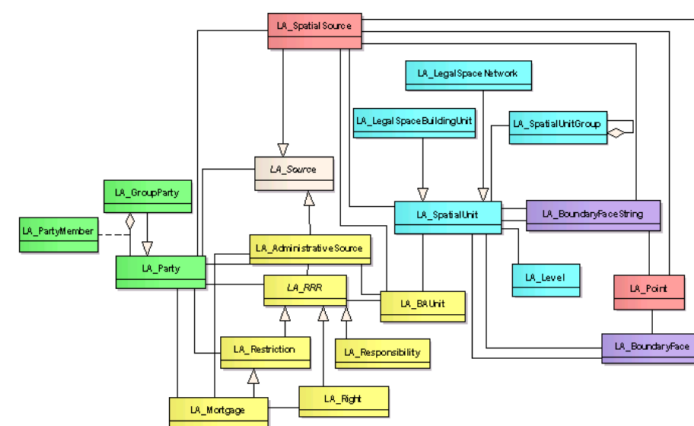 LA_SpatialSource
LA_LegalSpaceNetwork
LA_LegalSpaceBuildingUnit
LA_SpatialUnitGroup
LA_Source
LA_GroupParty
LA_SpatialUnit
LA_BoundaryFaceString
LA_PartyMember
LA_AdministrativeSource
LA_Party
LA_Level
LA_RRR
LA_BAUnit
LA_Point
LA_Restriction
LA_Responsibility
LA_BoundaryFace
LA_Mortgage
LA_Right